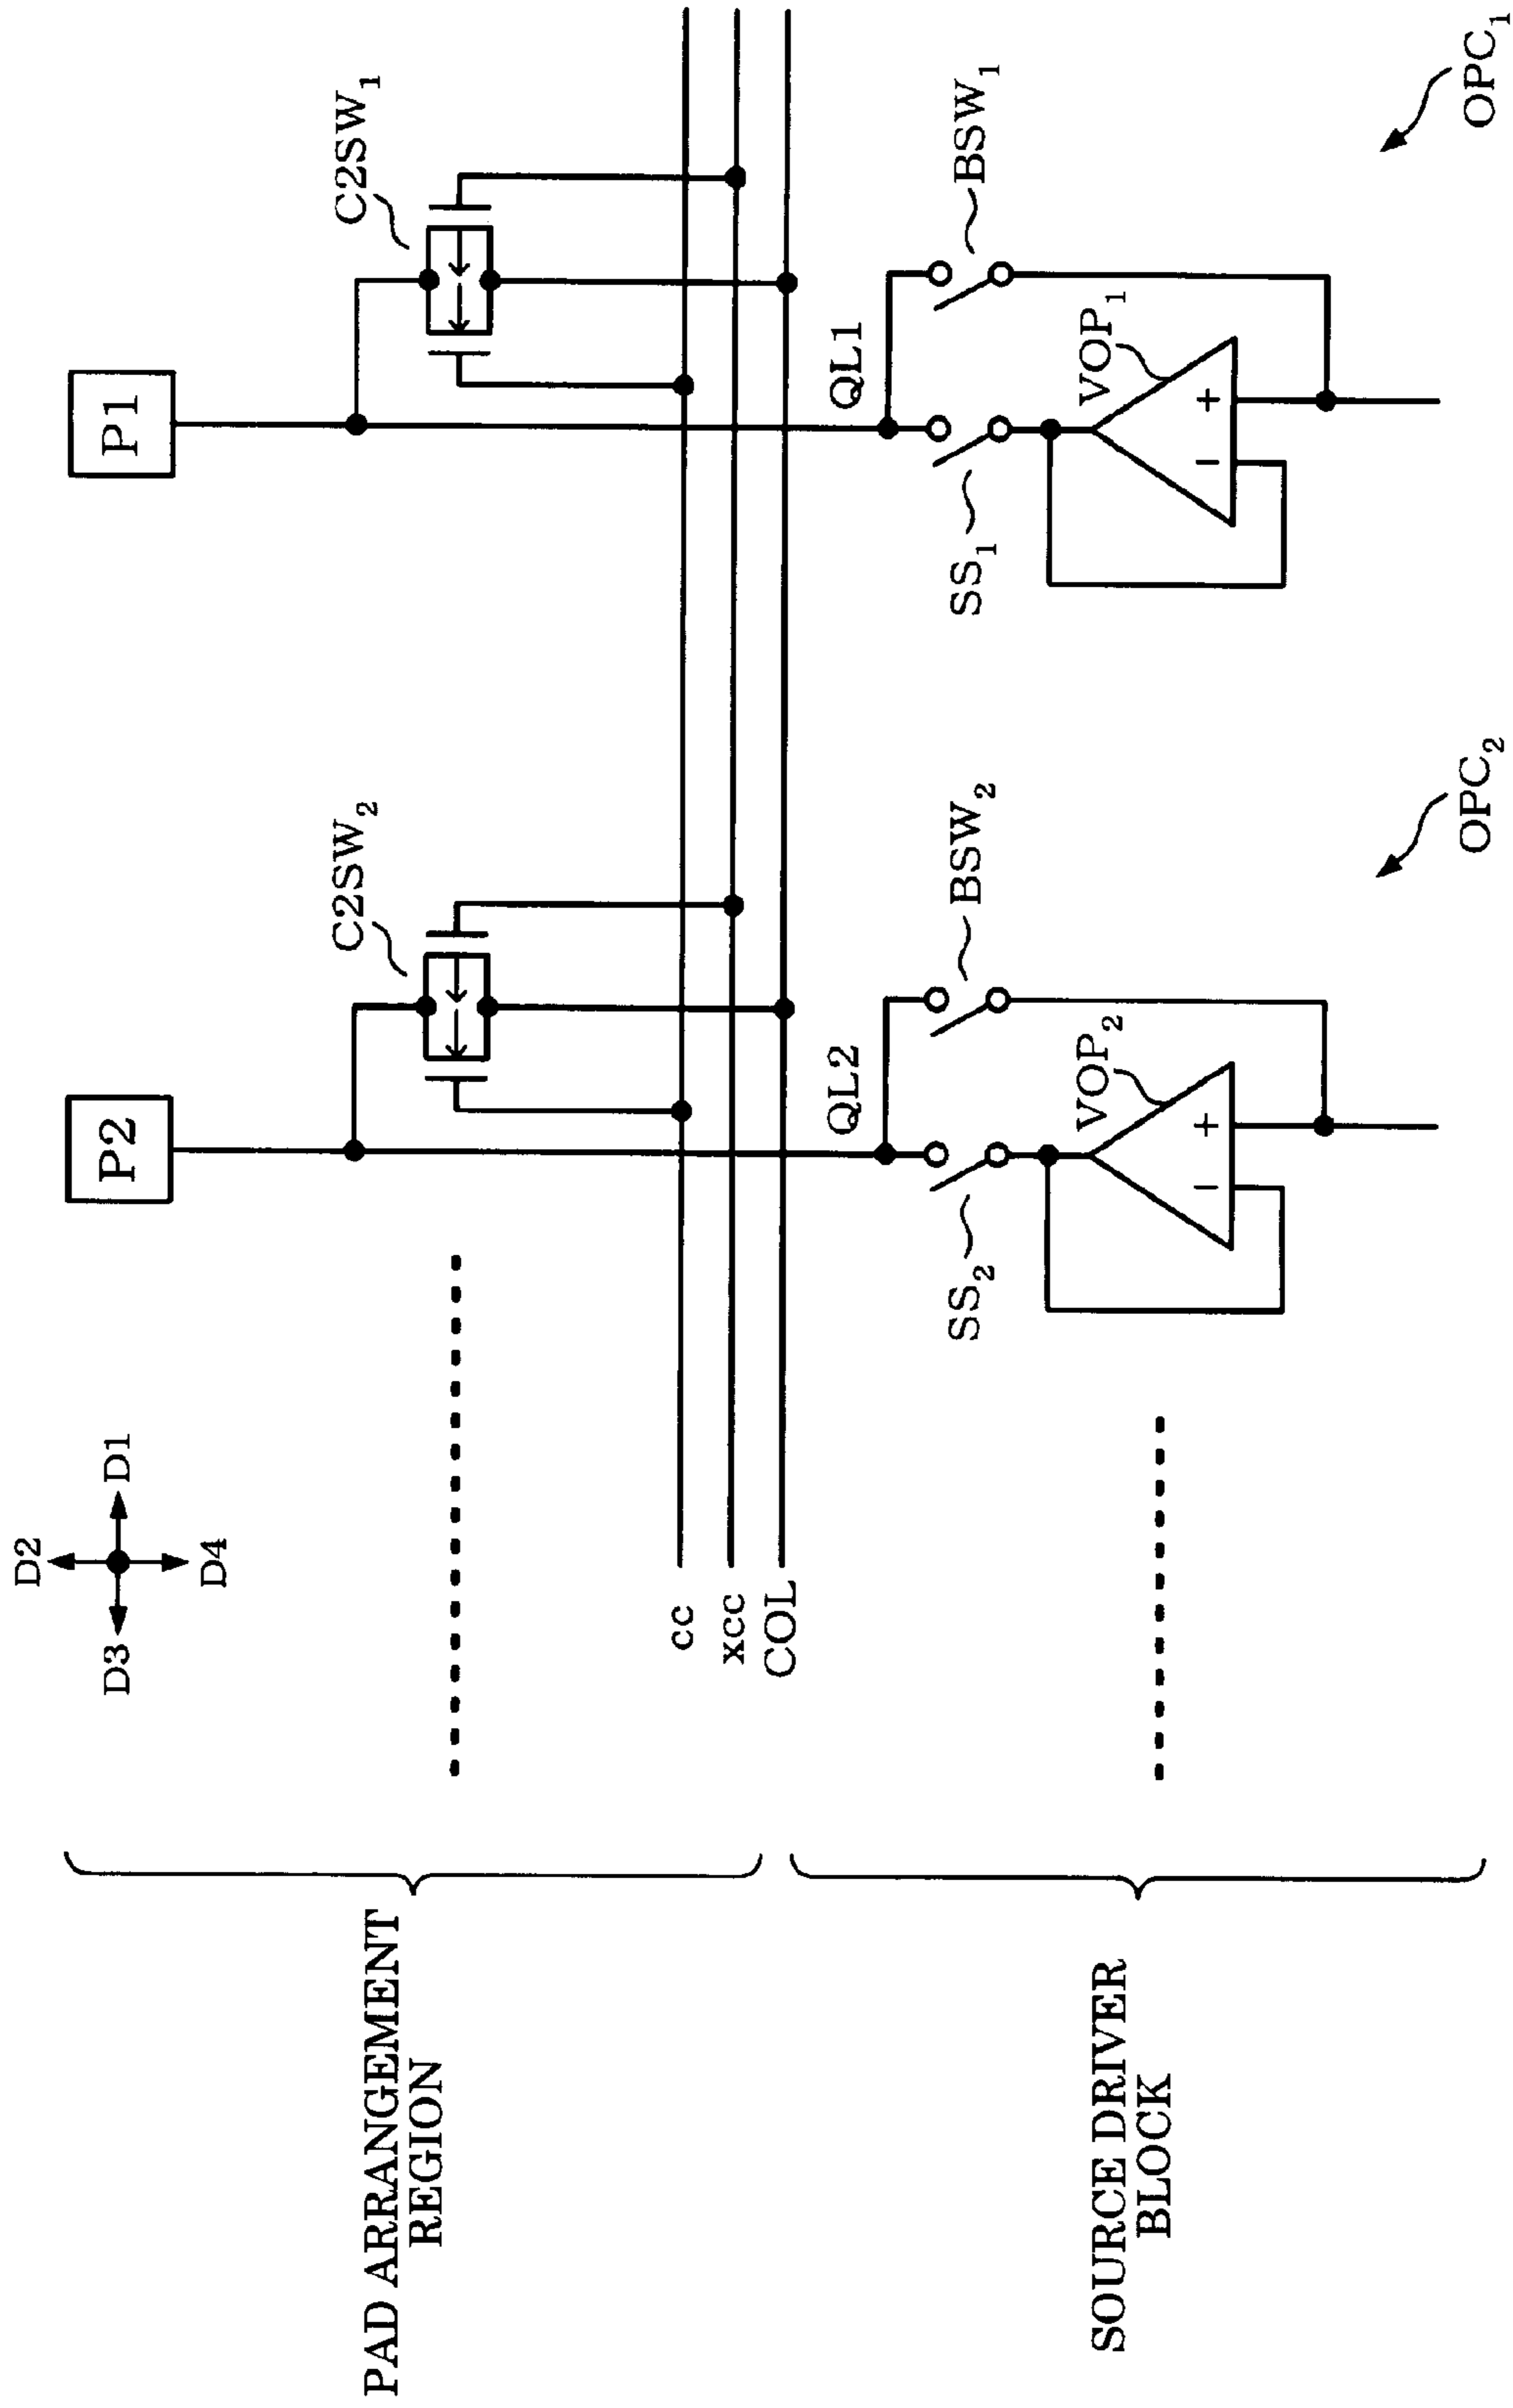 D2
D3
D1
D4
P2
P1
C2SW2
C2SW1
PAD ARRANGEMENT
REGION
cc
xcc
COL
QL2
QL1
SS2
BSW2
SS1
BSW1
VOP2
VOP1
− +
− +
SOURCE DRIVER
BLOCK
OPC2
OPC1